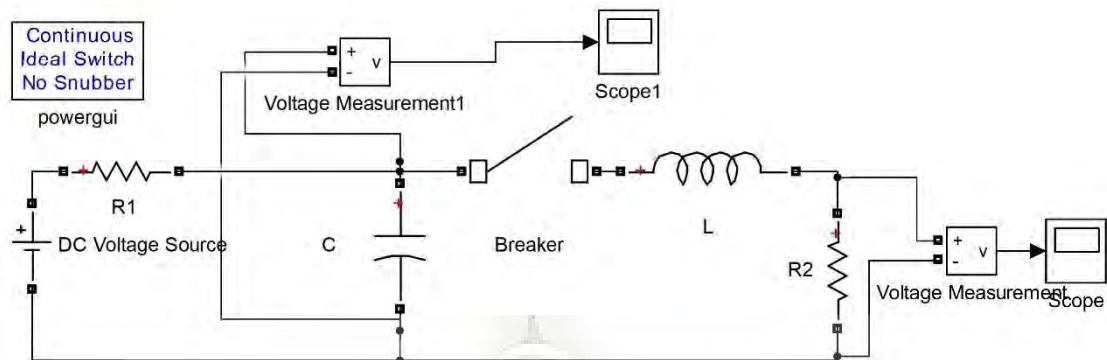 Continuous
Ideal Switch
No Snubber
powergui
+
-
v
Voltage Measurement1
Scope1
+
R1
+
DC Voltage Source
+
C
Breaker
+
L
+
R2
+
-
v
Voltage Measurement
Scope